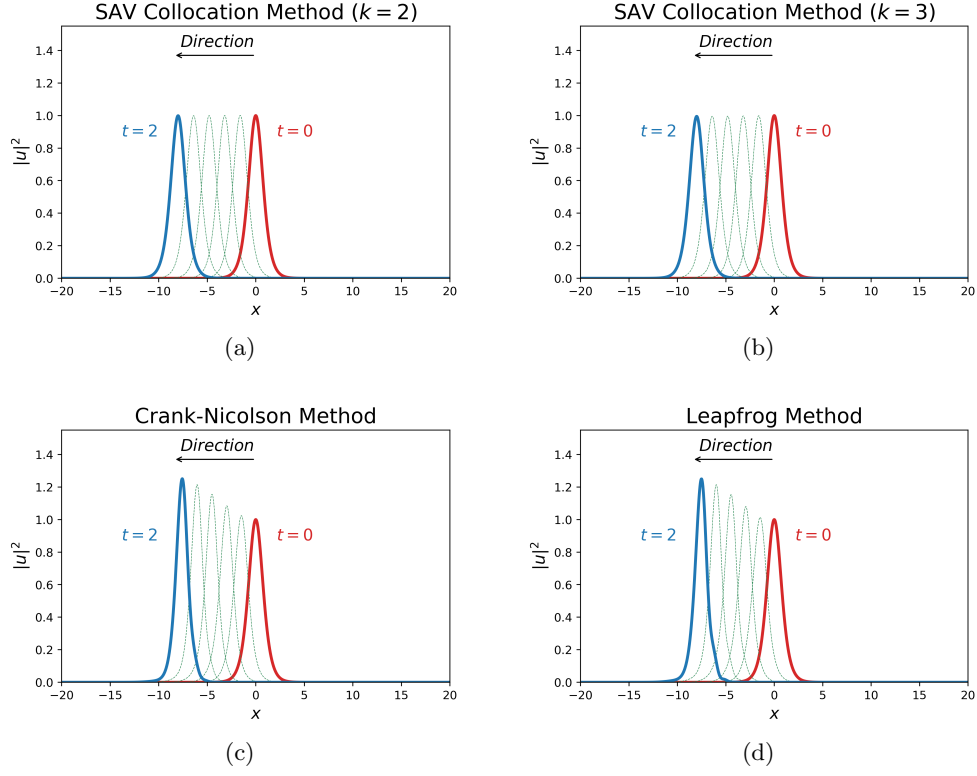 SAV Collocation Method (k = 2)
Direction
1.4
1.2
1.0
0.8
0.6
0.4
0.2
0.0
|u|²
t = 2
t = 0
−20 −15 −10 −5 0 5 10 15 20
x
(a)
SAV Collocation Method (k = 3)
Direction
1.4
1.2
1.0
0.8
0.6
0.4
0.2
0.0
|u|²
t = 2
t = 0
−20 −15 −10 −5 0 5 10 15 20
x
(b)
Crank-Nicolson Method
Direction
1.4
1.2
1.0
0.8
0.6
0.4
0.2
0.0
|u|²
t = 2
t = 0
−20 −15 −10 −5 0 5 10 15 20
x
(c)
Leapfrog Method
Direction
1.4
1.2
1.0
0.8
0.6
0.4
0.2
0.0
|u|²
t = 2
t = 0
−20 −15 −10 −5 0 5 10 15 20
x
(d)